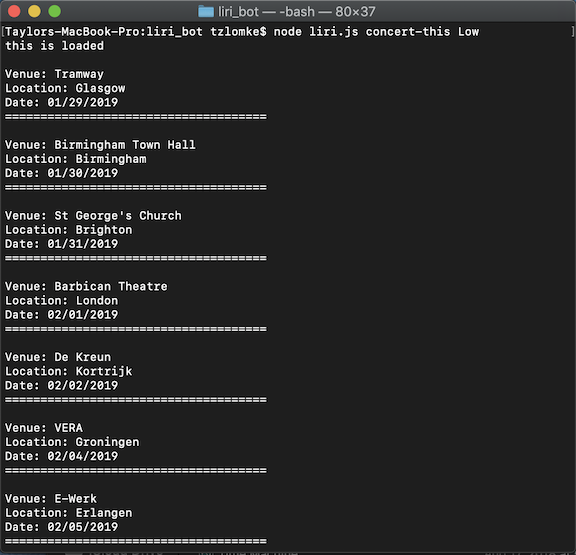 liri_bot — -bash — 80×37
[Taylors-MacBook-Pro:liri_bot tzlomke$ node liri.js concert-this Low ]
this is loaded
Venue: Tramway
Location: Glasgow
Date: 01/29/2019
=====================================
Venue: Birmingham Town Hall
Location: Birmingham
Date: 01/30/2019
=====================================
Venue: St George's Church
Location: Brighton
Date: 01/31/2019
=====================================
Venue: Barbican Theatre
Location: London
Date: 02/01/2019
=====================================
Venue: De Kreun
Location: Kortrijk
Date: 02/02/2019
=====================================
Venue: VERA
Location: Groningen
Date: 02/04/2019
=====================================
Venue: E-Werk
Location: Erlangen
Date: 02/05/2019
=====================================